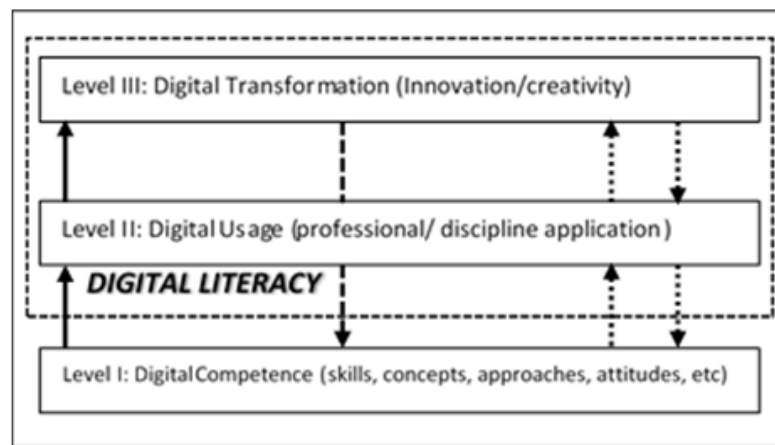 Level III: Digital Transformation (Innovation/creativity)
Level II: Digital Usage (professional/ discipline application)
DIGITAL LITERACY
Level I: Digital Competence (skills, concepts, approaches, attitudes, etc)